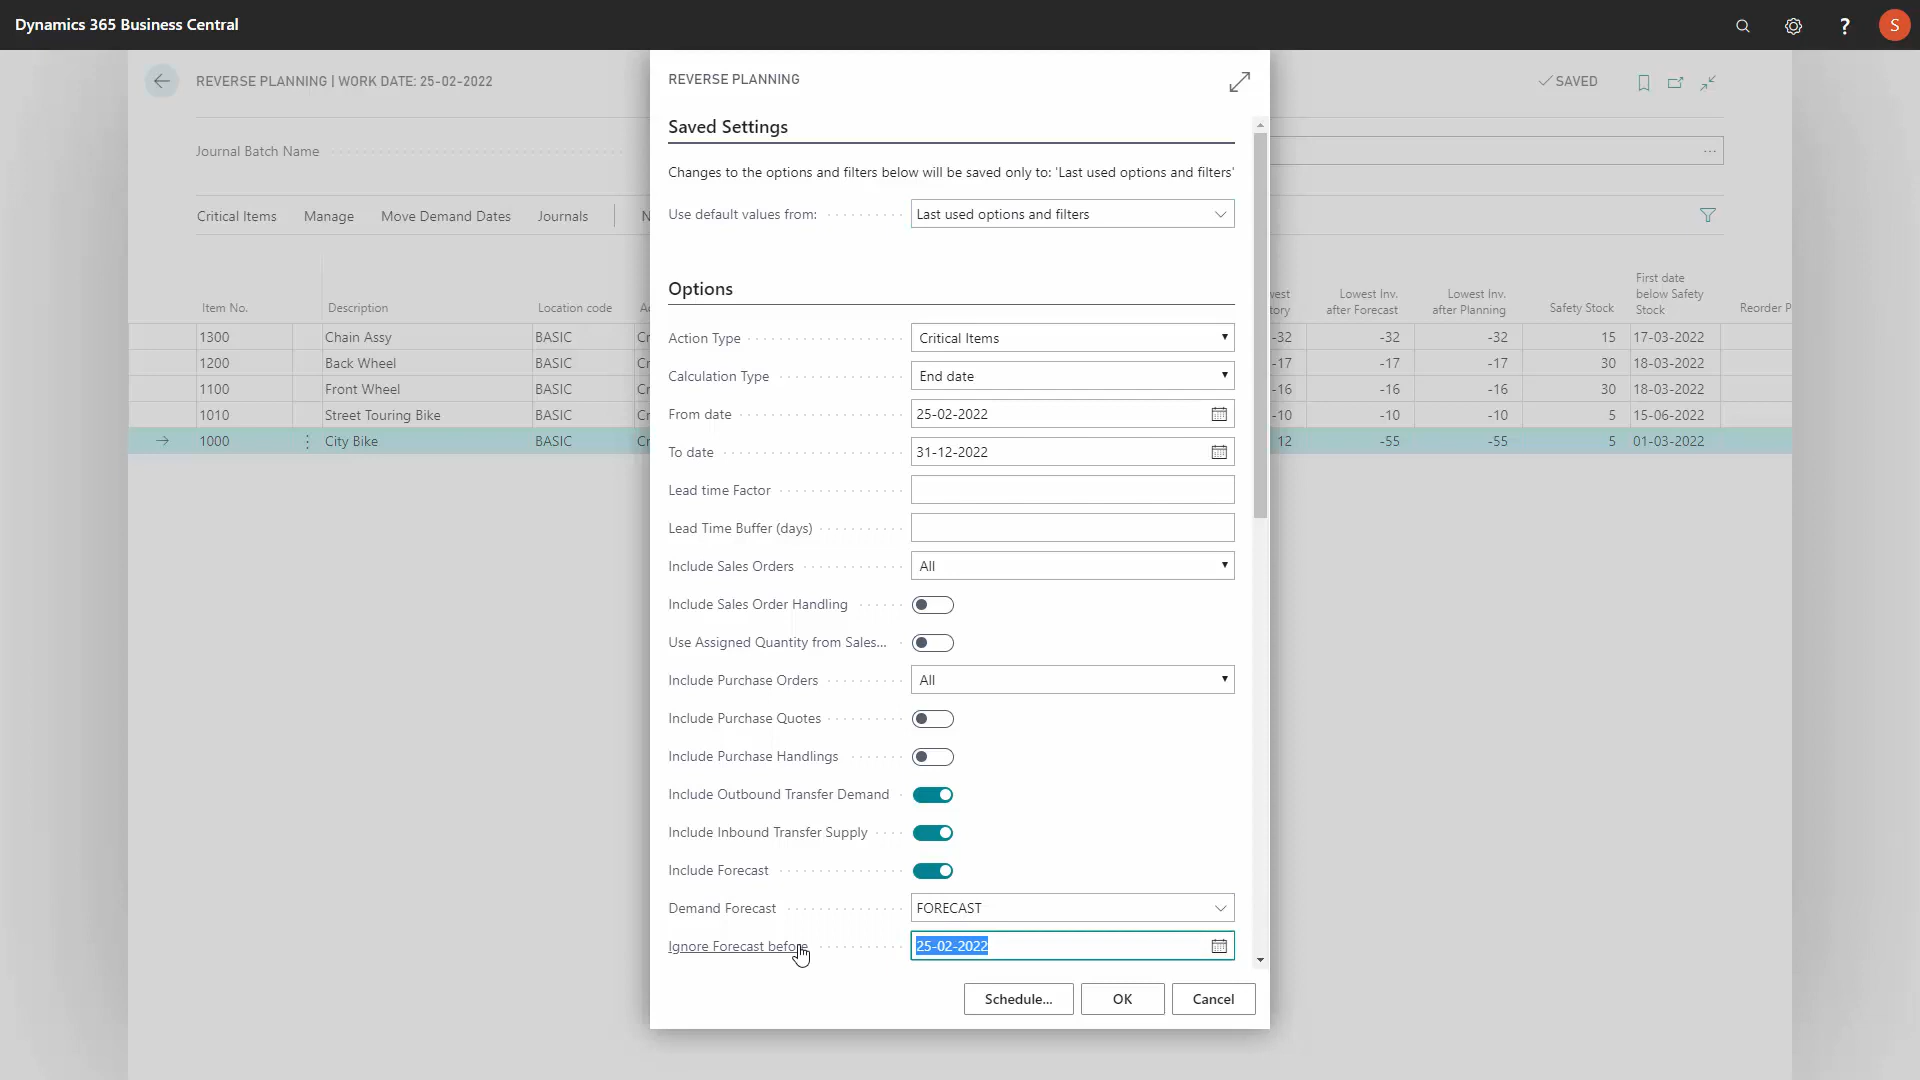 Dynamics 365 Business Central
S
REVERSE PLANNING | WORK DATE: 25-02-2022
SAVED
Journal Batch Name
Critical Items Manage Move Demand Dates Journals
Item No. Description Location code
Lowest Inv. after Forecast
Lowest Inv. after Planning
Safety Stock
First date below Safety Stock
1300 Chain Assy BASIC -32 -32 -32 15 17-03-2022
1200 Back Wheel BASIC -17 -17 -17 30 18-03-2022
1100 Front Wheel BASIC -16 -16 -16 30 18-03-2022
1010 Street Touring Bike BASIC -10 -10 -10 5 15-06-2022
1000 City Bike BASIC 12 -55 -55 5 01-03-2022
REVERSE PLANNING
Saved Settings
Changes to the options and filters below will be saved only to: 'Last used options and filters'
Use default values from: Last used options and filters
Options
Action Type Critical Items
Calculation Type End date
From date 25-02-2022
To date 31-12-2022
Lead time Factor
Lead Time Buffer (days)
Include Sales Orders All
Include Sales Order Handling
Use Assigned Quantity from Sales...
Include Purchase Orders All
Include Purchase Quotes
Include Purchase Handlings
Include Outbound Transfer Demand
Include Inbound Transfer Supply
Include Forecast
Demand Forecast FORECAST
Ignore Forecast before 25-02-2022
Schedule... OK Cancel